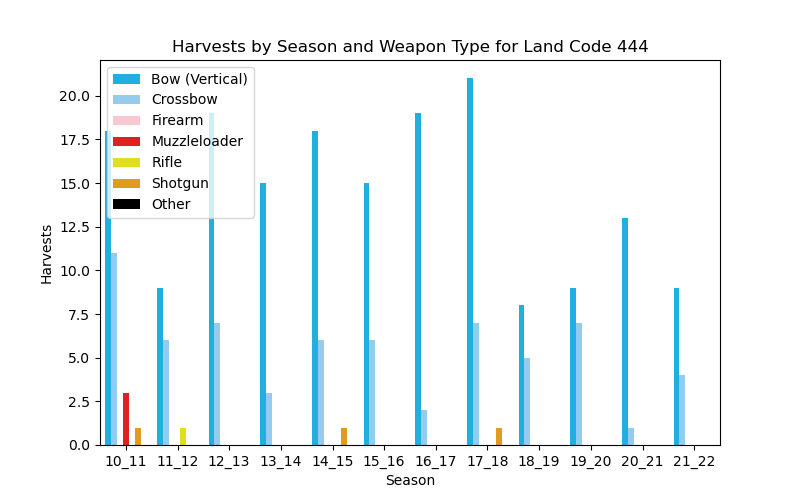 Harvests by Season and Weapon Type for Land Code 444
Bow (Vertical)
Crossbow
Firearm
Muzzleloader
Rifle
Shotgun
Other
Harvests
20.0
17.5
15.0
12.5
10.0
7.5
5.0
2.5
0.0
10_11 11_12 12_13 13_14 14_15 15_16 16_17 17_18 18_19 19_20 20_21 21_22
Season